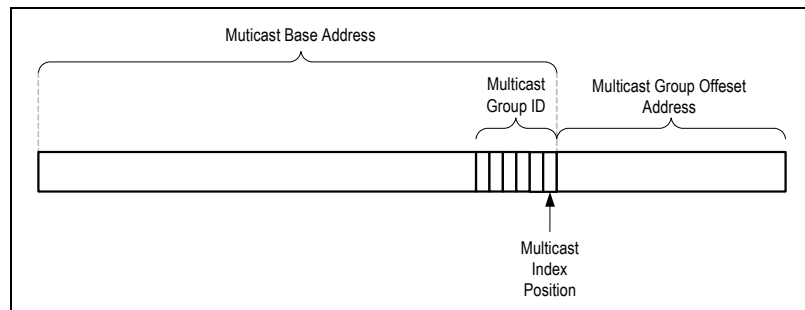 Muticast Base Address
Multicast
Group ID
Multicast Group Offeset
Address
Multicast
Index
Position